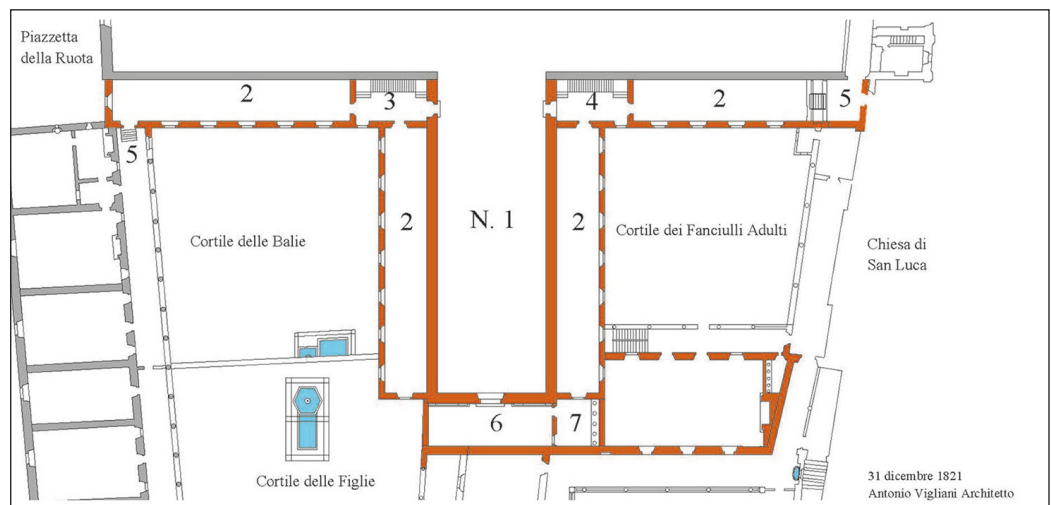 Piazzetta
della Ruota
2
3
4
2
5
5
2
N. 1
2
Cortile delle Balie
Cortile dei Fanciulli Adulti
Chiesa di
San Luca
6
7
Cortile delle Figlie
31 dicembre 1821
Antonio Vigliani Architetto